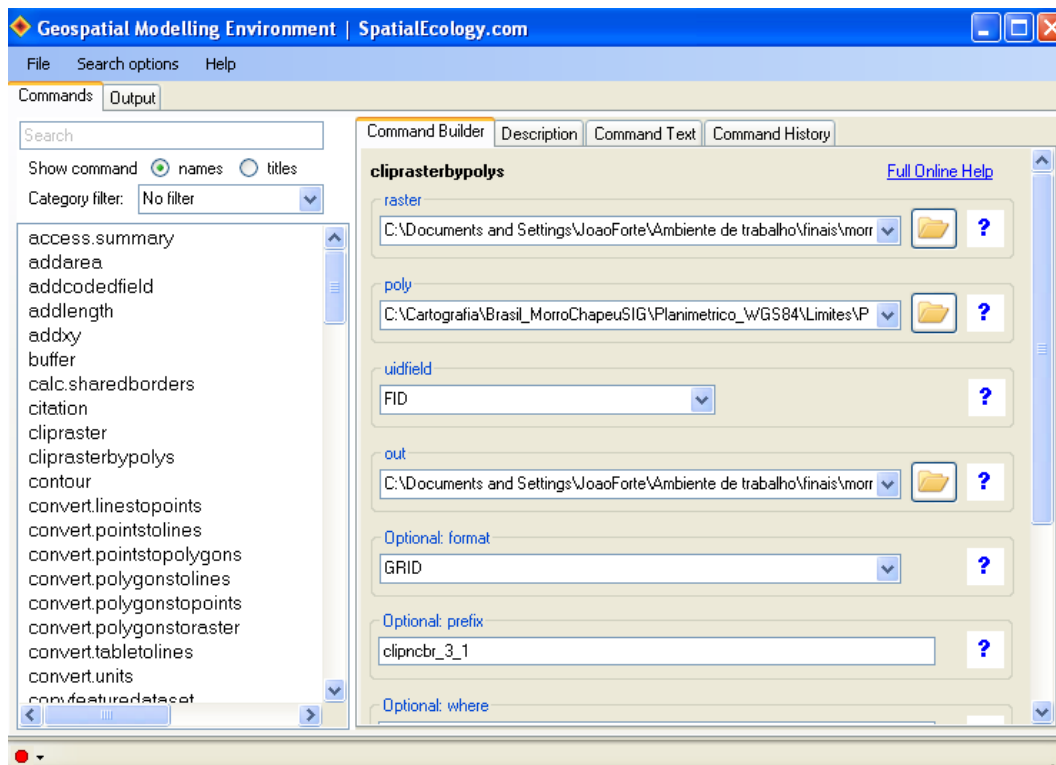 Geospatial Modelling Environment | SpatialEcology.com
File Search options Help
Commands Output
Search
Show command names titles
Category filter: No filter
access.summary
addarea
addcodedfield
addlength
addxy
buffer
calc.sharedborders
citation
clipraster
cliprasterbypolys
contour
convert.linestopoints
convert.pointstolines
convert.pointstopolygons
convert.polygonstolines
convert.polygonstopoints
convert.polygonstoraster
convert.tabletolines
convert.units
copyfeaturedataset
Command Builder Description Command Text Command History
cliprasterbypolys Full Online Help
raster
C:\Documents and Settings\JoaoForte\Ambiente de trabalho\finais\morr ?
poly
C:\Cartografia\Brasil_MorroChapeuSIG\Planimetrico_WGS84\Limites\P ?
uidfield
FID ?
out
C:\Documents and Settings\JoaoForte\Ambiente de trabalho\finais\morr ?
Optional: format
GRID ?
Optional: prefix
clipncbr_3_1 ?
Optional: where